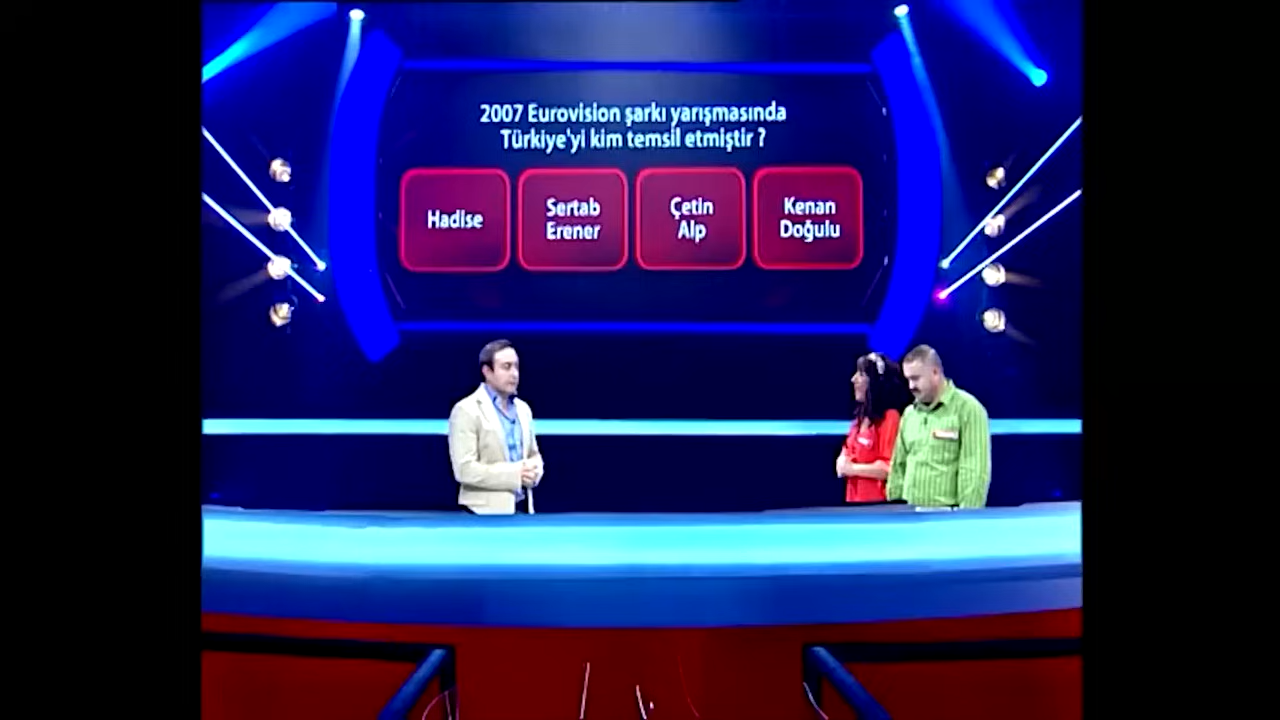 2007 Eurovision şarkı yarışmasında
Türkiye'yi kim temsil etmiştir ?
Hadise
Sertab
Erener
Çetin
Alp
Kenan
Doğulu